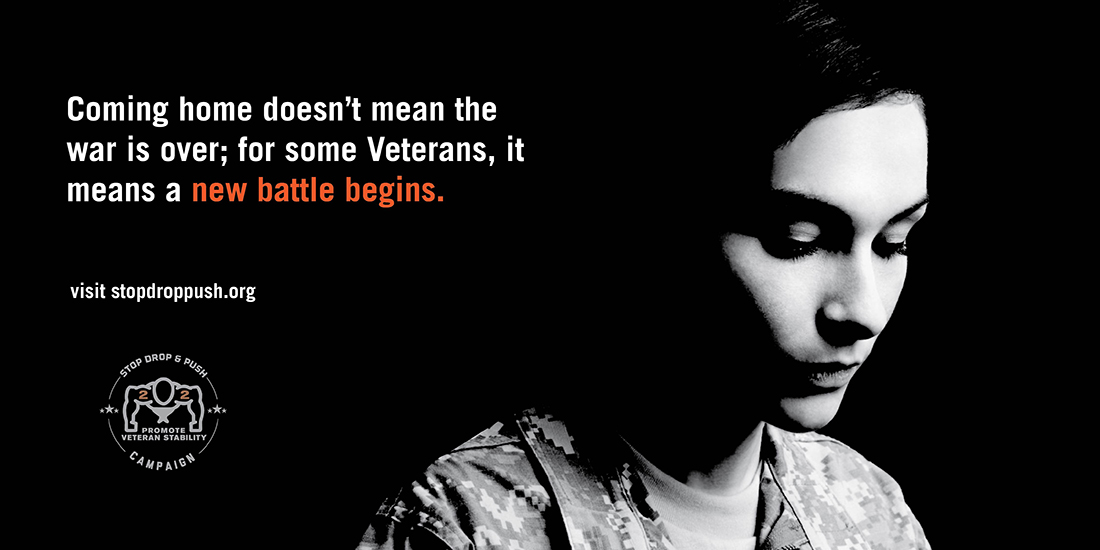 Coming home doesn’t mean the
war is over; for some Veterans, it
means a new battle begins.
visit stopdroppush.org
STOP DROP & PUSH
2 2
PROMOTE
VETERAN STABILITY
CAMPAIGN